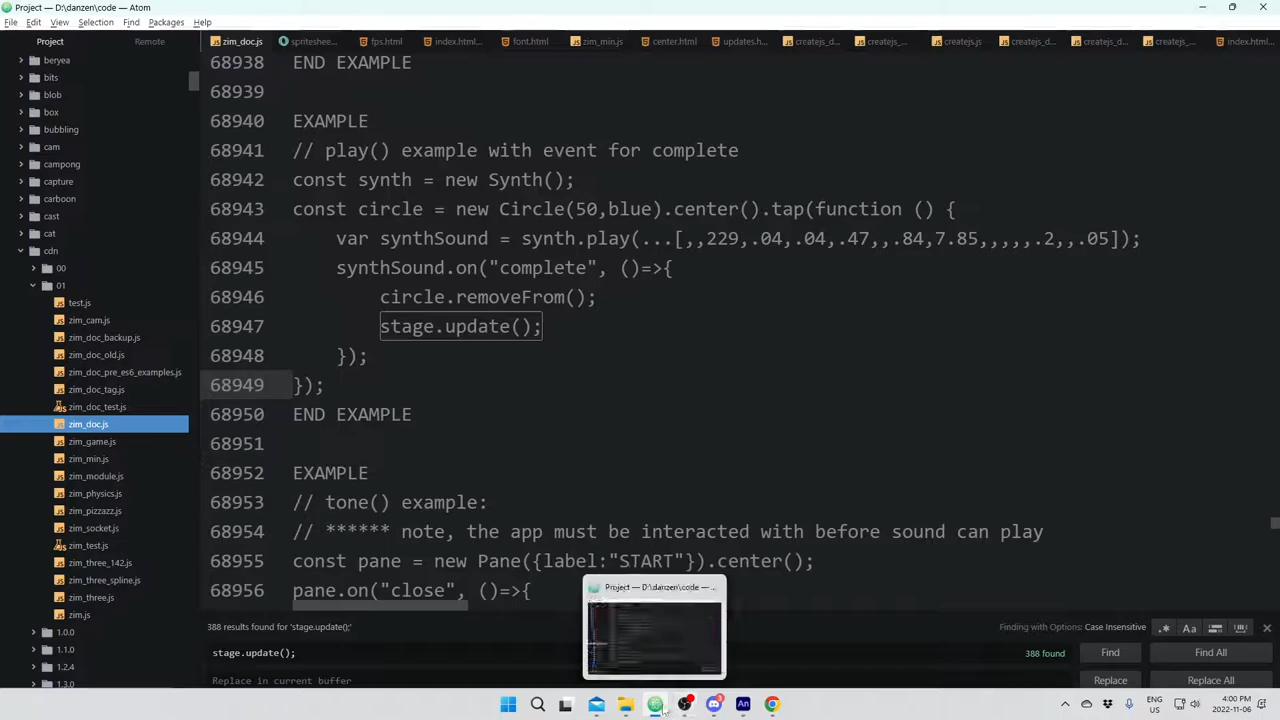 Project — D:\danzen\code — Atom
File Edit View Selection Find Packages Help
Project Remote
zim_doc.js spriteshee... fps.html index.html... font.html zim_min.js center.html updates.h... createjs_d... createjs_... createjs.js createjs_d... createjs_d... createjs_... index.html
beryea
bits
blob
box
bubbling
cam
campong
capture
carboon
cast
cat
cdn
00
01
test.js
zim_cam.js
zim_doc_backup.js
zim_doc_old.js
zim_doc_pre_es6_examples.js
zim_doc_tag.js
zim_doc_test.js
zim_doc.js
zim_game.js
zim_min.js
zim_module.js
zim_physics.js
zim_pizzazz.js
zim_socket.js
zim_test.js
zim_three_142.js
zim_three_spline.js
zim_three.js
zim.js
1.0.0
1.1.0
1.2.4
1.3.0
68938 END EXAMPLE
68939
68940 EXAMPLE
68941 // play() example with event for complete
68942 const synth = new Synth();
68943 const circle = new Circle(50,blue).center().tap(function () {
68944 var synthSound = synth.play(...[,,229,.04,.04,.47,,.84,7.85,,,,,.2,,.05]);
68945 synthSound.on("complete", ()=>{
68946 circle.removeFrom();
68947 stage.update();
68948 });
68949 });
68950 END EXAMPLE
68951
68952 EXAMPLE
68953 // tone() example:
68954 // ****** note, the app must be interacted with before sound can play
68955 const pane = new Pane({label:"START"}).center();
68956 pane.on("close", ()=>{
Project — D:\danzen\code — ...
388 results found for 'stage.update();'
Finding with Options: Case Insensitive
.* Aa
stage.update();
388 found
Find Find All
Replace in current buffer
Replace Replace All
ENG
US
4:00 PM
2022-11-06